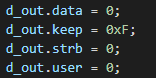 d_out.data = 0;
d_out.keep = 0xF;
d_out.strb = 0;
d_out.user = 0;